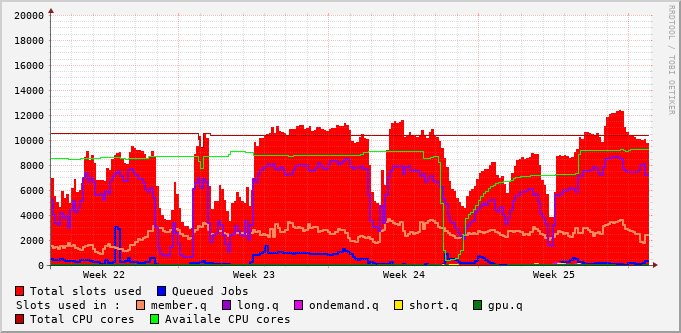 RRDTOOL / TOBI OETIKER
20000
18000
16000
14000
12000
10000
8000
6000
4000
2000
0
Week 22 Week 23 Week 24 Week 25
Total slots used Queued Jobs
Slots used in : member.q long.q ondemand.q short.q gpu.q
Total CPU cores Availale CPU cores